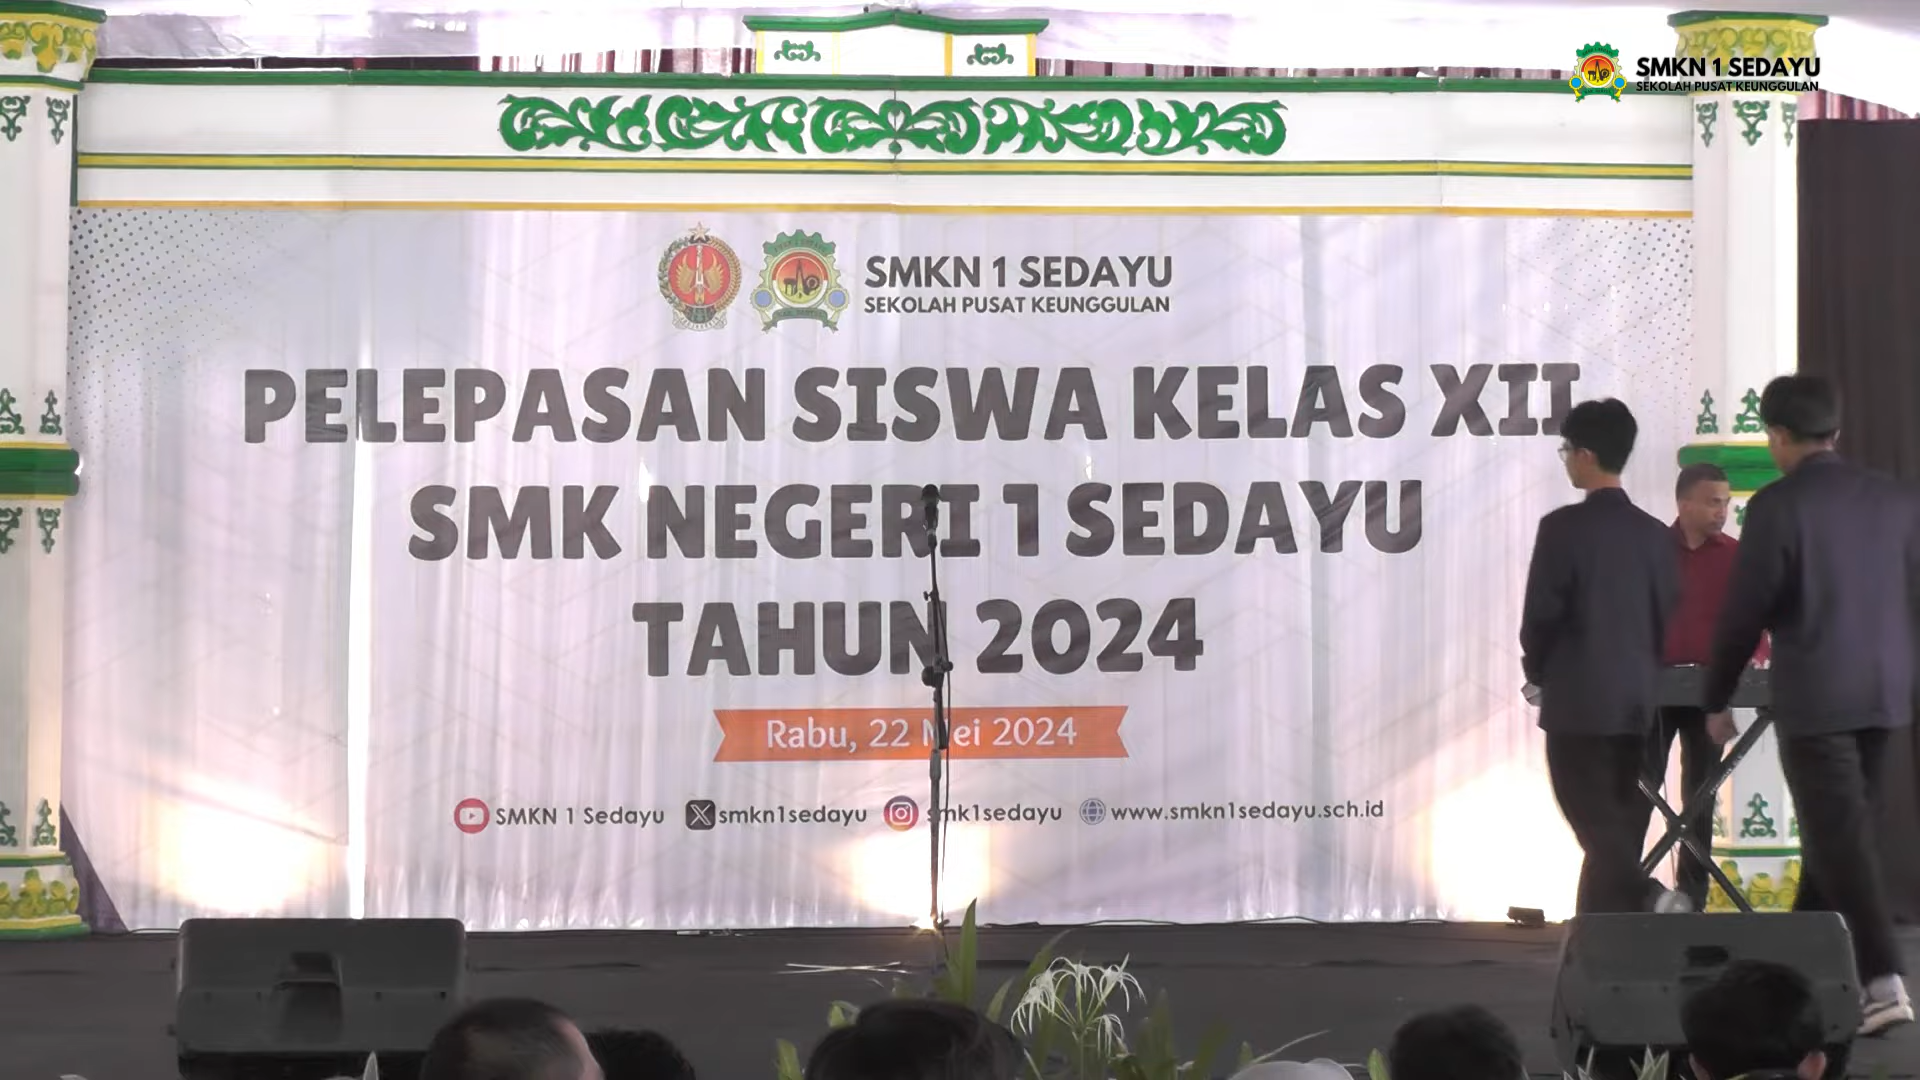 SMKN 1 SEDAYU
SEKOLAH PUSAT KEUNGGULAN
SMKN 1 SEDAYU
SEKOLAH PUSAT KEUNGGULAN
PELEPASAN SISWA KELAS XII
SMK NEGERI 1 SEDAYU
TAHUN 2024
Rabu, 22 Mei 2024
SMKN 1 Sedayu smkn1sedayu smk1sedayu www.smkn1sedayu.sch.id